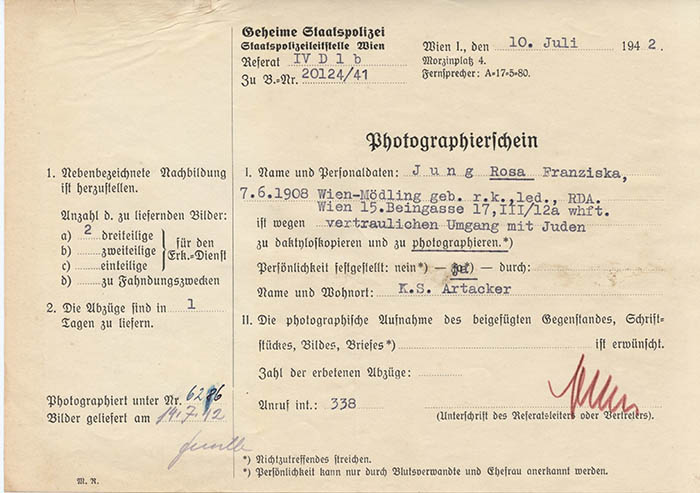 Geheime Staatspolizei
Staatspolizeileitstelle Wien
Referat IV D 1 b
Zu B.=Nr. 20124/41
Wien I., den 10. Juli 1942.
Morzinplatz 4.
Fernsprecher: A=17=5=80.
Photographierschein
1. Nebenbezeichnete Nachbildung
ist herzustellen.
Anzahl d. zu liefernden Bilder:
a) 2 dreiteilige
b) zweiteilige
c) einteilige
für den
Erk.=Dienst
d) zu Fahndungszwecken
2. Die Abzüge sind in 1
Tagen zu liefern.
Photographiert unter Nr. 6286
Bilder geliefert am 14.7.
M. R.
I. Name und Personaldaten: Jung Rosa Franziska,
7.6.1908 Wien-Mödling geb. r.k.,led., RDA.
Wien 15.Beingasse 17,III/12a whft.
ist wegen vertraulichen Umgang mit Juden
zu daktyloskopieren und zu photographieren.*)
Persönlichkeit festgestellt: nein*) — ja*) — durch:
Name und Wohnort: K.S. Artacker
II. Die photographische Aufnahme des beigefügten Gegenstandes, Schrift=
stückes, Bildes, Briefes*) ist erwünscht.
Zahl der erbetenen Abzüge:
Anruf int.: 338
(Unterschrift des Referatsleiters oder Vertreters).
*) Nichtzutreffendes streichen.
*) Persönlichkeit kann nur durch Blutsverwandte und Ehefrau anerkannt werden.